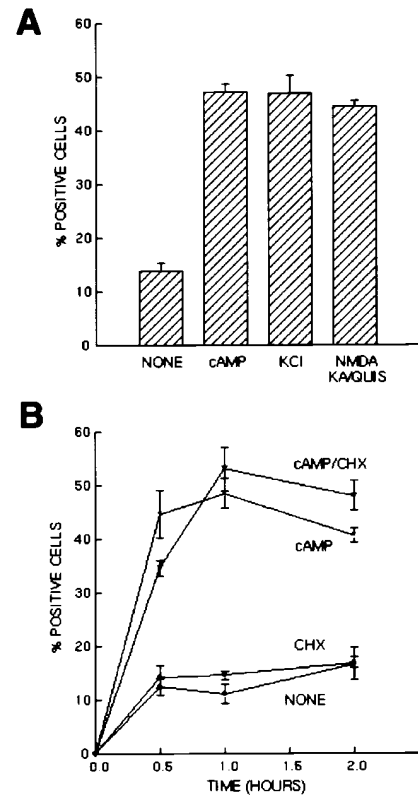 A
60
50
40
30
20
10
0
% POSITIVE CELLS
NONE cAMP KCl NMDA
KA/QUIS
B
60
50
40
30
20
10
0
% POSITIVE CELLS
cAMP/CHX
cAMP
CHX
NONE
0.0 0.5 1.0 1.5 2.0
TIME (HOURS)